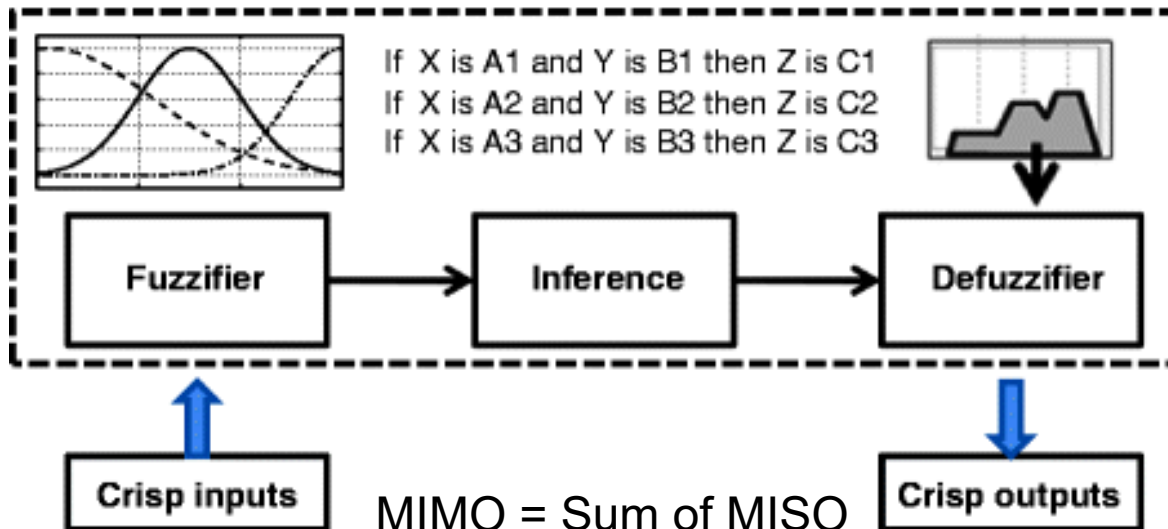 If X is A1 and Y is B1 then Z is C1
If X is A2 and Y is B2 then Z is C2
If X is A3 and Y is B3 then Z is C3
Fuzzifier
Inference
Defuzzifier
Crisp inputs
MIMO = Sum of MISO
Crisp outputs